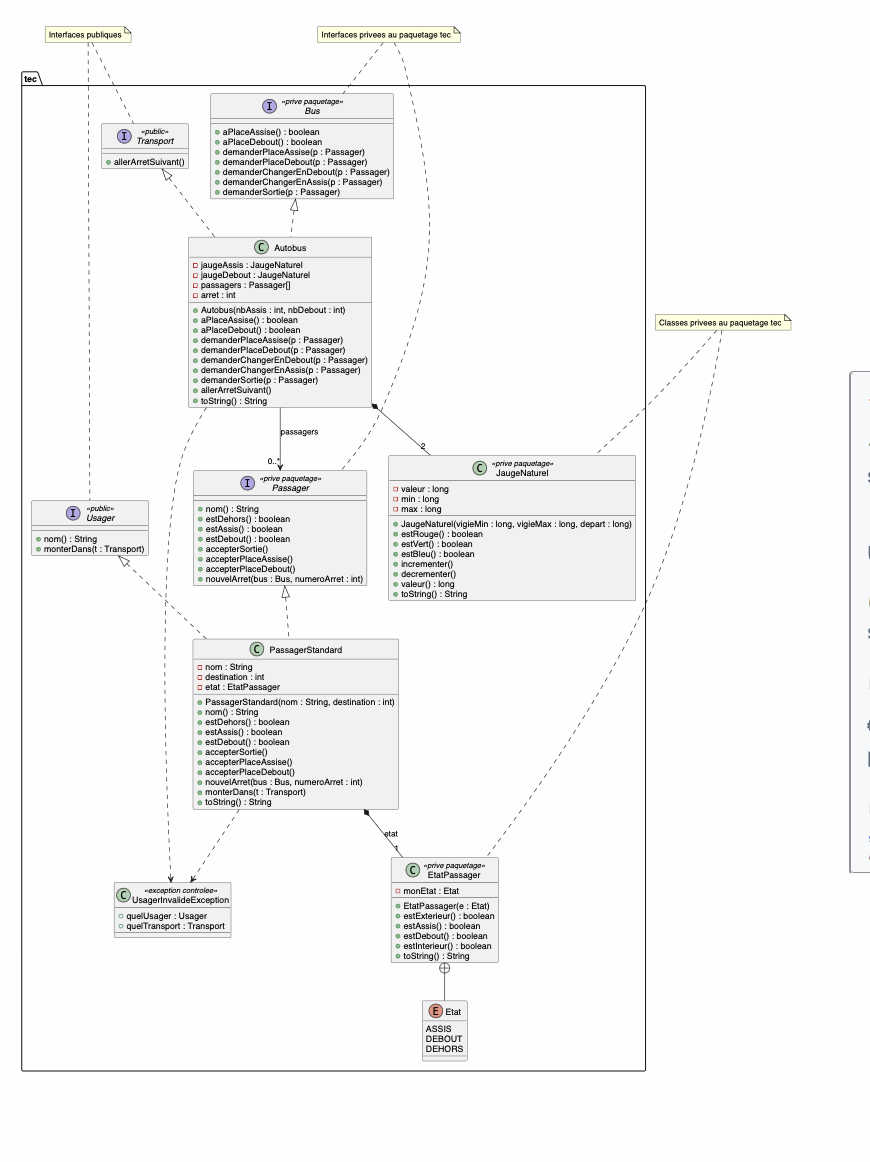 Interfaces publiques
Interfaces privees au paquetage tec
tec
«prive paquetage»
Bus
aPlaceAssise() : boolean
aPlaceDebout() : boolean
demanderPlaceAssise(p : Passager)
demanderPlaceDebout(p : Passager)
demanderChangerEnDebout(p : Passager)
demanderChangerEnAssis(p : Passager)
demanderSortie(p : Passager)
«public»
Transport
allerArretSuivant()
Autobus
jaugeAssis : JaugeNaturel
jaugeDebout : JaugeNaturel
passagers : Passager[]
arret : int
Autobus(nbAssis : int, nbDebout : int)
aPlaceAssise() : boolean
aPlaceDebout() : boolean
demanderPlaceAssise(p : Passager)
demanderPlaceDebout(p : Passager)
demanderChangerEnDebout(p : Passager)
demanderChangerEnAssis(p : Passager)
demanderSortie(p : Passager)
allerArretSuivant()
toString() : String
Classes privees au paquetage tec
passagers
0..*
2
«prive paquetage»
Passager
nom() : String
estDehors() : boolean
estAssis() : boolean
estDebout() : boolean
accepterSortie()
accepterPlaceAssise()
accepterPlaceDebout()
nouvelArret(bus : Bus, numeroArret : int)
«prive paquetage»
JaugeNaturel
valeur : long
min : long
max : long
JaugeNaturel(vigieMin : long, vigieMax : long, depart : long)
estRouge() : boolean
estVert() : boolean
estBleu() : boolean
incrementer()
decrementer()
valeur() : long
toString() : String
«public»
Usager
nom() : String
monterDans(t : Transport)
PassagerStandard
nom : String
destination : int
etat : EtatPassager
PassagerStandard(nom : String, destination : int)
nom() : String
estDehors() : boolean
estAssis() : boolean
estDebout() : boolean
accepterSortie()
accepterPlaceAssise()
accepterPlaceDebout()
nouvelArret(bus : Bus, numeroArret : int)
monterDans(t : Transport)
toString() : String
etat
1
«exception controlee»
UsagerInvalideException
quelUsager : Usager
quelTransport : Transport
«prive paquetage»
EtatPassager
monEtat : Etat
EtatPassager(e : Etat)
estExterieur() : boolean
estAssis() : boolean
estDebout() : boolean
estInterieur() : boolean
toString() : String
Etat
ASSIS
DEBOUT
DEHORS